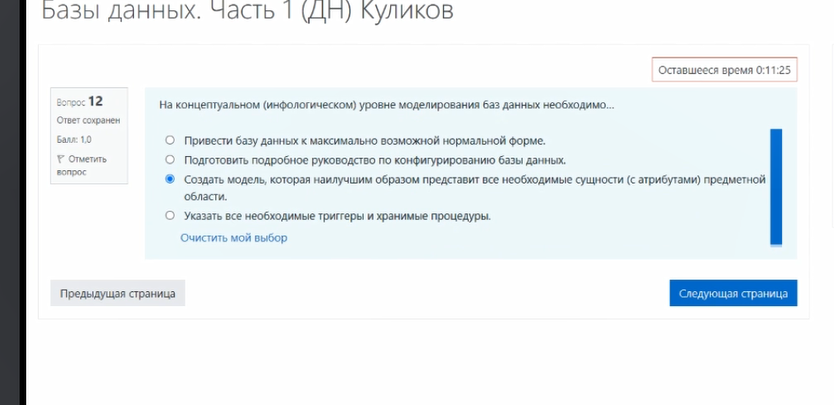 Базы данных. Часть 1 (ДН) Куликов
Оставшееся время 0:11:25
Вопрос 12
Ответ сохранен
Балл: 1,0
Отметить
вопрос
На концептуальном (инфологическом) уровне моделирования баз данных необходимо...
Привести базу данных к максимально возможной нормальной форме.
Подготовить подробное руководство по конфигурированию базы данных.
Создать модель, которая наилучшим образом представит все необходимые сущности (с атрибутами) предметной
области.
Указать все необходимые триггеры и хранимые процедуры.
Очистить мой выбор
Предыдущая страница
Следующая страница